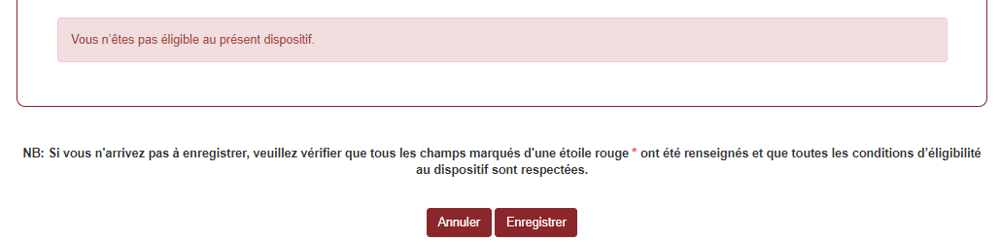 Vous n'êtes pas éligible au présent dispositif.
NB: Si vous n'arrivez pas à enregistrer, veuillez vérifier que tous les champs marqués d'une étoile rouge * ont été renseignés et que toutes les conditions d'éligibilité
au dispositif sont respectées.
Annuler Enregistrer